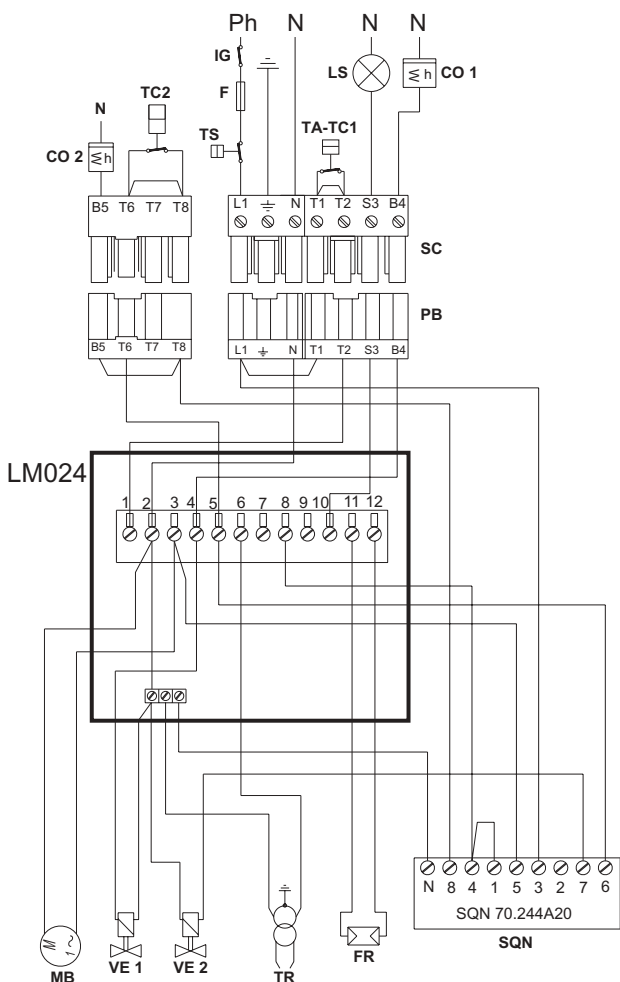 Ph N N N
IG
LS
CO 1
F
TC2
N
TS
TA-TC1
CO 2
B5 T6 T7 T8
L1 N T1 T2 S3 B4
SC
PB
B5 T6 T7 T8
L1 N T1 T2 S3 B4
LM024
1 2 3 4 5 6 7 8 9 10 11 12
N 8 4 1 5 3 2 7 6
SQN 70.244A20
SQN
M
1~
MB
VE 1
VE 2
TR
FR
h
h